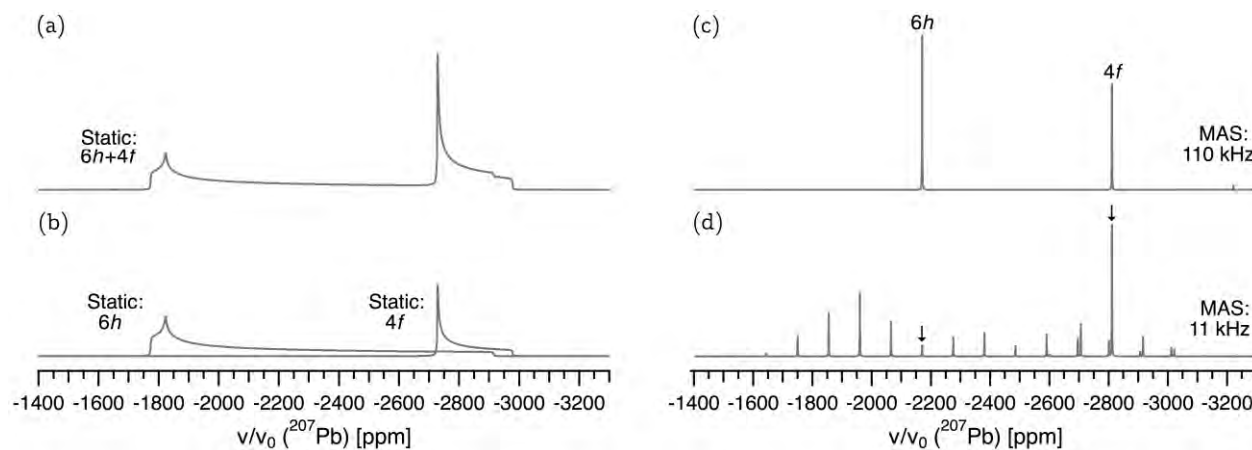 (a)
Static:
6h+4f
(b)
Static:
6h
Static:
4f
-1400 -1600 -1800 -2000 -2200 -2400 -2600 -2800 -3000 -3200
ν/ν₀ (²⁰⁷Pb) [ppm]
(c)
6h
4f
MAS:
110 kHz
(d)
MAS:
11 kHz
-1400 -1600 -1800 -2000 -2200 -2400 -2600 -2800 -3000 -3200
ν/ν₀ (²⁰⁷Pb) [ppm]